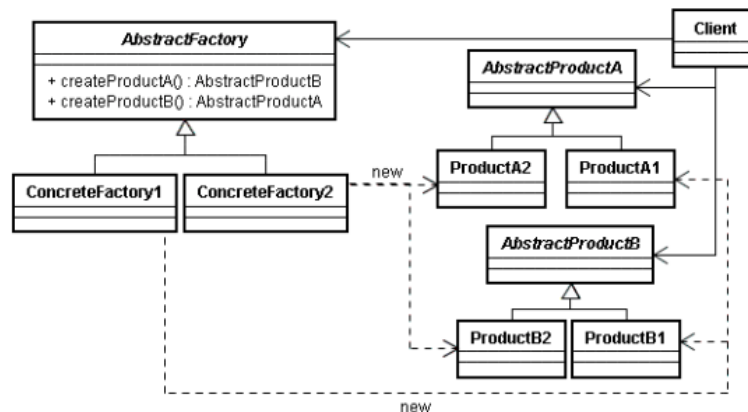 AbstractFactory
+ createProductA() : AbstractProductB
+ createProductB() : AbstractProductA
Client
AbstractProductA
ConcreteFactory1
ConcreteFactory2
new
ProductA2
ProductA1
AbstractProductB
ProductB2
ProductB1
new